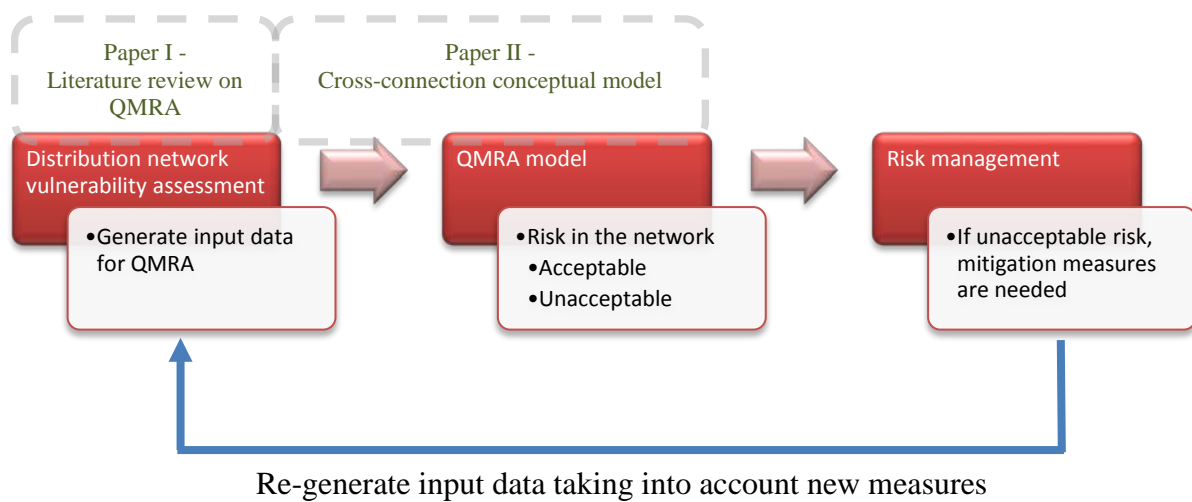 Paper I -
Literature review on
QMRA
Paper II -
Cross-connection conceptual model
Distribution network
vulnerability assessment
•Generate input data
for QMRA
QMRA model
•Risk in the network
•Acceptable
•Unacceptable
Risk management
•If unacceptable risk,
mitigation measures
are needed
Re-generate input data taking into account new measures